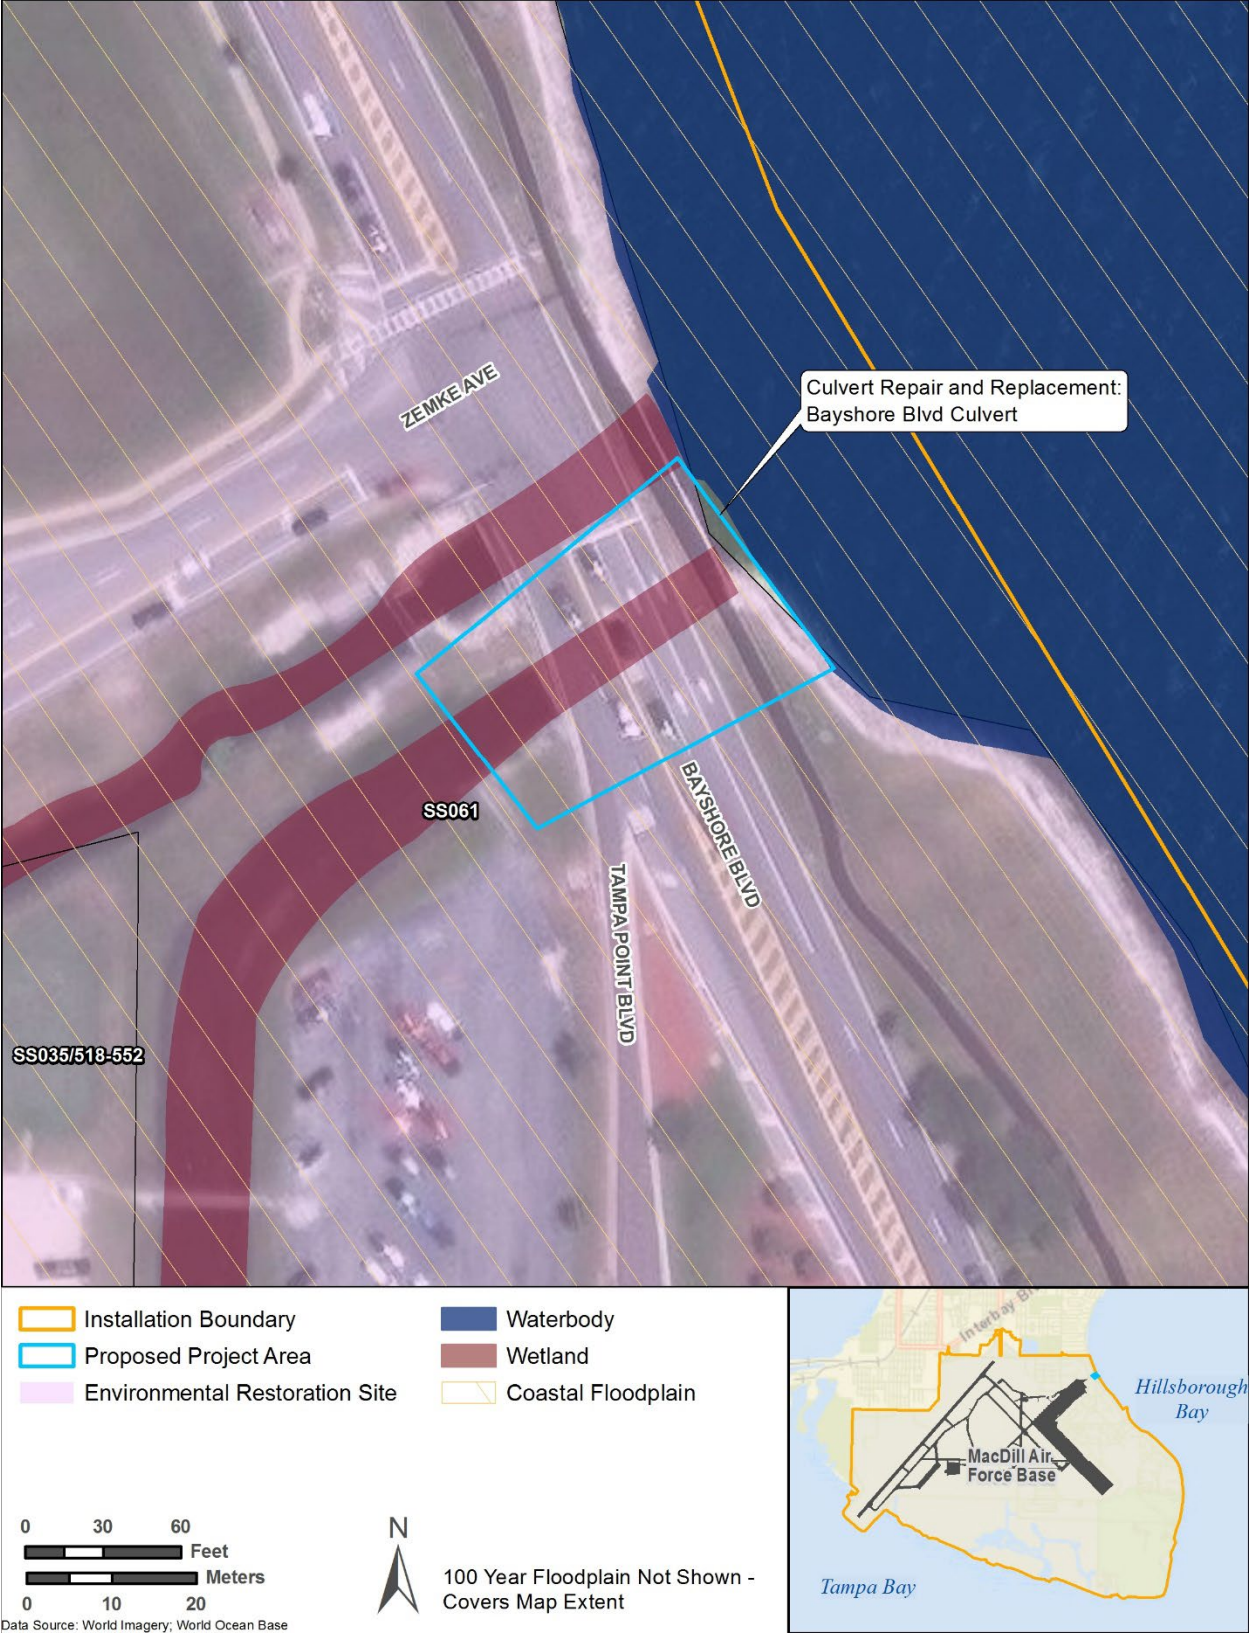 ZEMKE AVE
Culvert Repair and Replacement:
Bayshore Blvd Culvert
SS061
BAYSHORE BLVD
TAMPA POINT BLVD
SS035/518-552
Installation Boundary
Proposed Project Area
Environmental Restoration Site
Waterbody
Wetland
Coastal Floodplain
0 30 60
Feet
Meters
0 10 20
Data Source: World Imagery; World Ocean Base
N
100 Year Floodplain Not Shown -
Covers Map Extent
Interbay
Hillsborough
Bay
MacDill Air
Force Base
Tampa Bay